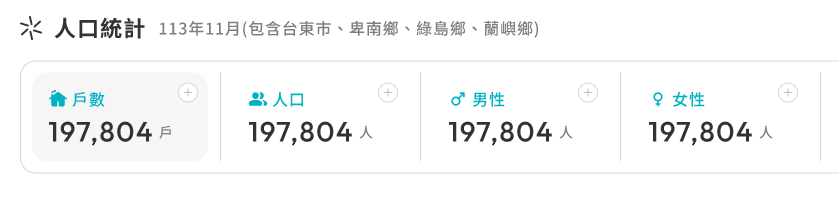 人口統計 113年11月(包含台東市、卑南鄉、綠島鄉、蘭嶼鄉)
戶數
197,804 戶
人口
197,804 人
男性
197,804 人
女性
197,804 人